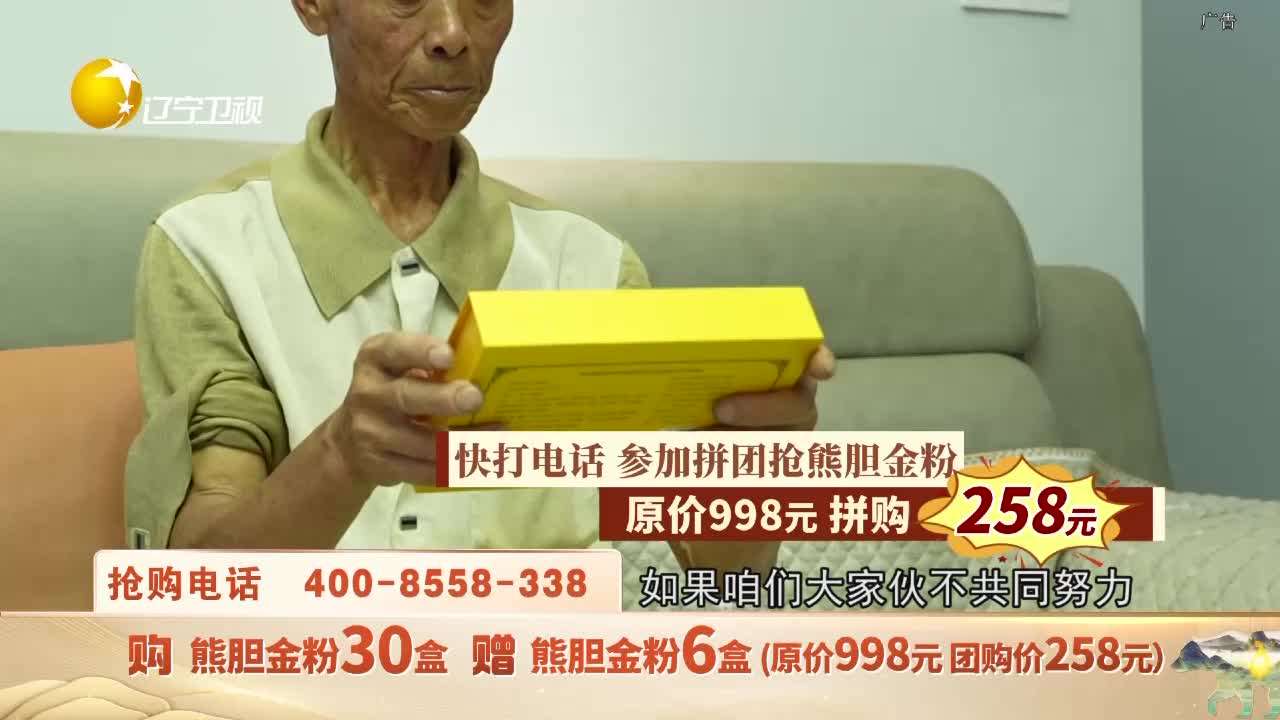 广告
辽宁卫视
快打电话 参加拼团抢熊胆金粉
原价998元 拼购 258元
抢购电话 400-8558-338
如果咱们大家伙不共同努力
购 熊胆金粉30盒 赠 熊胆金粉6盒 (原价998元 团购价258元)